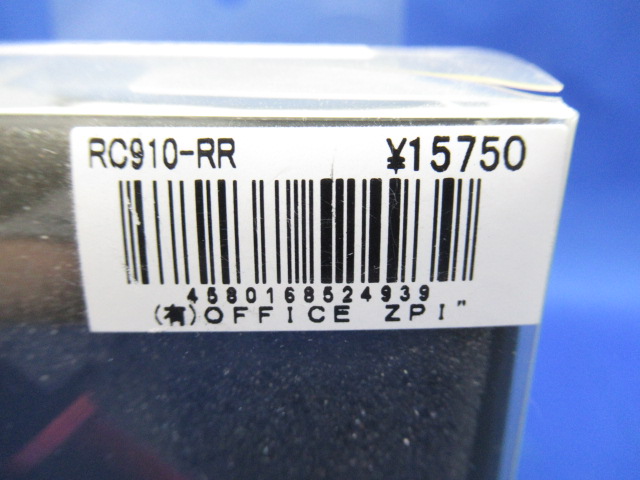 RC910-RR ¥15750
4580168524939
(有)OFFICE ZPI"